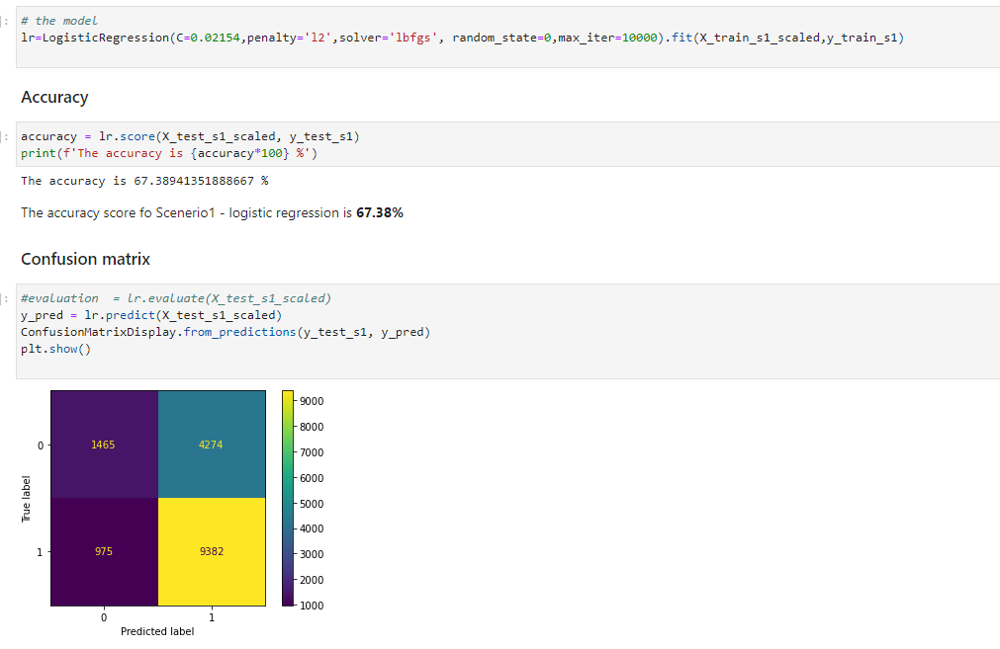 ]:
# the model
lr=LogisticRegression(C=0.02154,penalty='l2',solver='lbfgs', random_state=0,max_iter=10000).fit(X_train_s1_scaled,y_train_s1)
Accuracy
]:
accuracy = lr.score(X_test_s1_scaled, y_test_s1)
print(f'The accuracy is {accuracy*100} %')
The accuracy is 67.38941351888667 %
The accuracy score fo Scenerio1 - logistic regression is 67.38%
Confusion matrix
]:
#evaluation  = lr.evaluate(X_test_s1_scaled)
y_pred = lr.predict(X_test_s1_scaled)
ConfusionMatrixDisplay.from_predictions(y_test_s1, y_pred)
plt.show()
True label
0
1
1465
4274
975
9382
0
1
Predicted label
9000
8000
7000
6000
5000
4000
3000
2000
1000